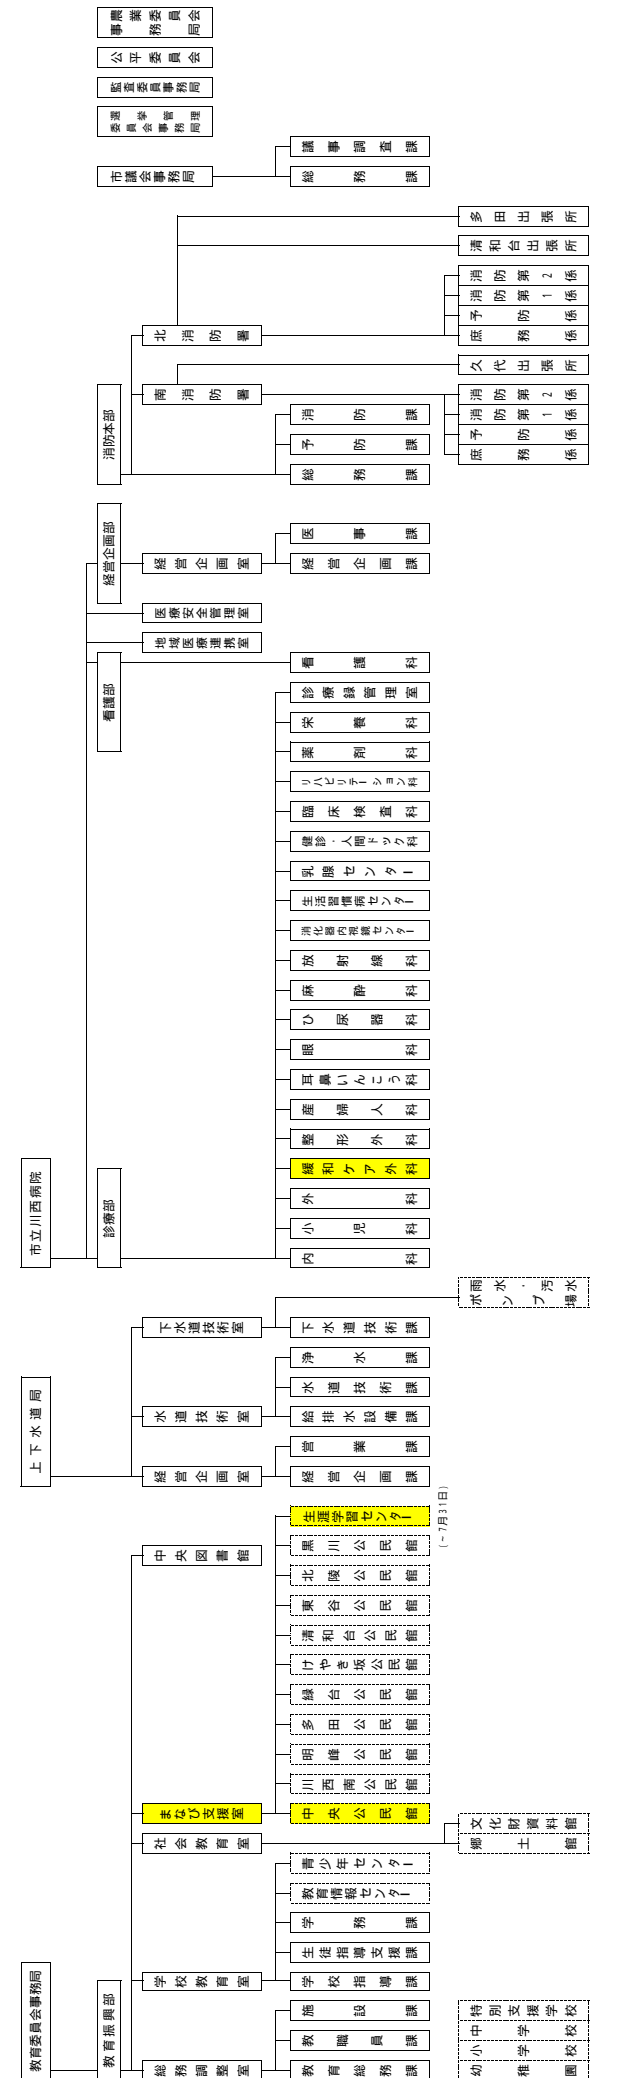 教育委員会事務局
教育振興部
総務調整室
教育総務課
教職員課
施設課
幼稚園
小学校
中学校
特別支援学校
学校教育室
学校指導課
生徒指導支援課
学務課
教育情報センター
青少年センター
社会教育室
郷土館
文化財資料館
まなび支援室
中央公民館
川西南公民館
明峰公民館
多田公民館
緑台公民館
けやき坂公民館
清和台公民館
東谷公民館
北陵公民館
黒川公民館
生涯学習センター
(~7月31日)
中央図書館
上下水道局
経営企画室
経営企画課
営業課
水道技術室
給排水設備課
水道技術課
浄水課
下水道技術室
下水道技術課
雨水・汚水
ポンプ場
市立川西病院
診療部
内科
小児科
外科
緩和ケア外科
整形外科
産婦人科
耳鼻いんこう科
眼科
ひ尿器科
麻酔科
放射線科
消化器内視鏡センター
生活習慣病センター
乳腺センター
健診・人間ドック科
臨床検査科
リハビリテーション科
薬剤科
栄養科
診療録管理室
看護部
看護科
地域医療連携室
医療安全管理室
経営企画部
経営企画室
経営企画課
医事課
消防本部
総務課
予防課
消防課
南消防署
庶務係
予防係
消防第1係
消防第2係
久代出張所
北消防署
庶務係
予防係
消防第1係
消防第2係
清和台出張所
多田出張所
市議会事務局
総務課
議事調査課
選挙管理
委員会事務局
監査委員事務局
公平委員会
農業委員会
事務局